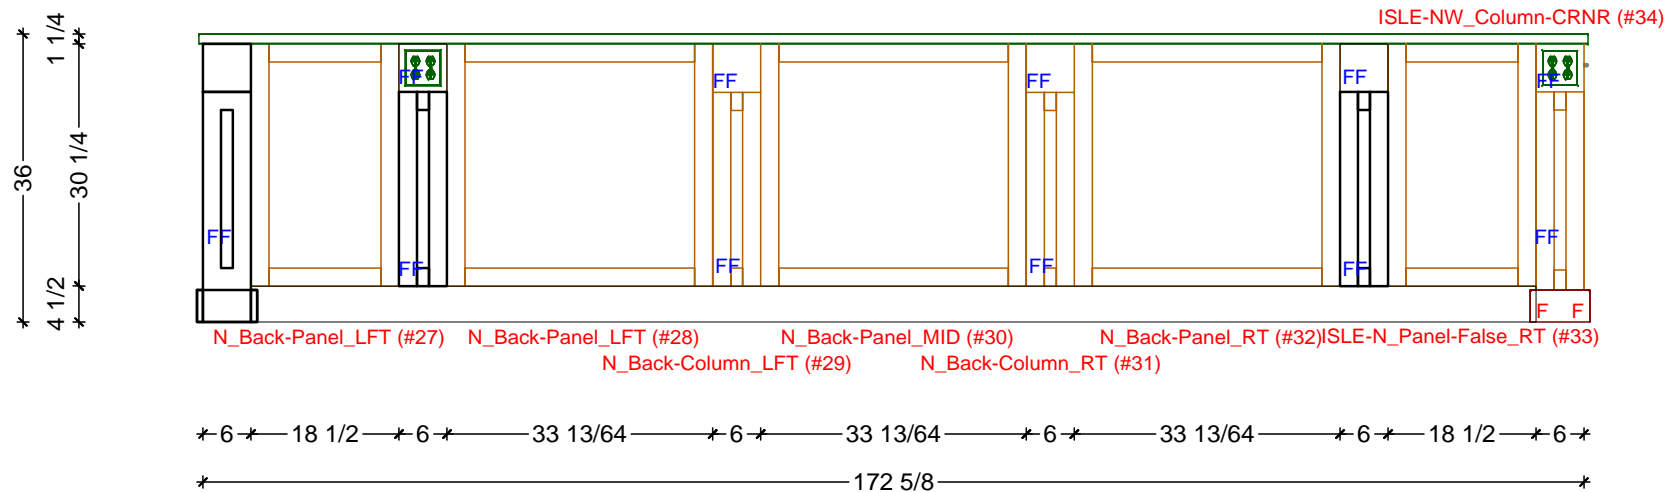 ISLE-NW_Column-CRNR (#34)
1 1/4
36
30 1/4
4 1/2
FF
FF
FF
FF
FF
FF
FF
FF
FF
FF
FF
F F
N_Back-Panel_LFT (#27) N_Back-Panel_LFT (#28) N_Back-Panel_MID (#30) N_Back-Panel_RT (#32) ISLE-N_Panel-False_RT (#33)
N_Back-Column_LFT (#29) N_Back-Column_RT (#31)
6 18 1/2 6 33 13/64 6 33 13/64 6 33 13/64 6 18 1/2 6
172 5/8